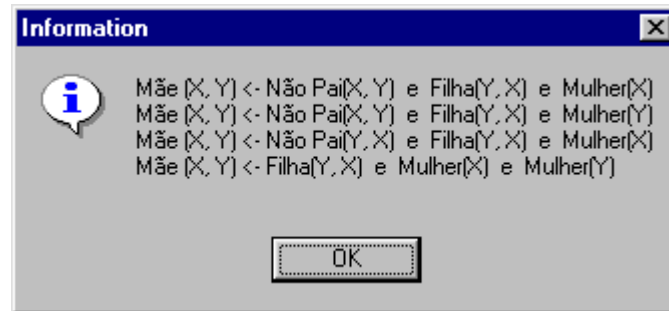 Information
Mãe (X, Y) <- Não Pai(X, Y) e Filha(Y, X) e Mulher(X)
Mãe (X, Y) <- Não Pai(X, Y) e Filha(Y, X) e Mulher(Y)
Mãe (X, Y) <- Não Pai(Y, X) e Filha(Y, X) e Mulher(X)
Mãe (X, Y) <- Filha(Y, X) e Mulher(X) e Mulher(Y)
OK